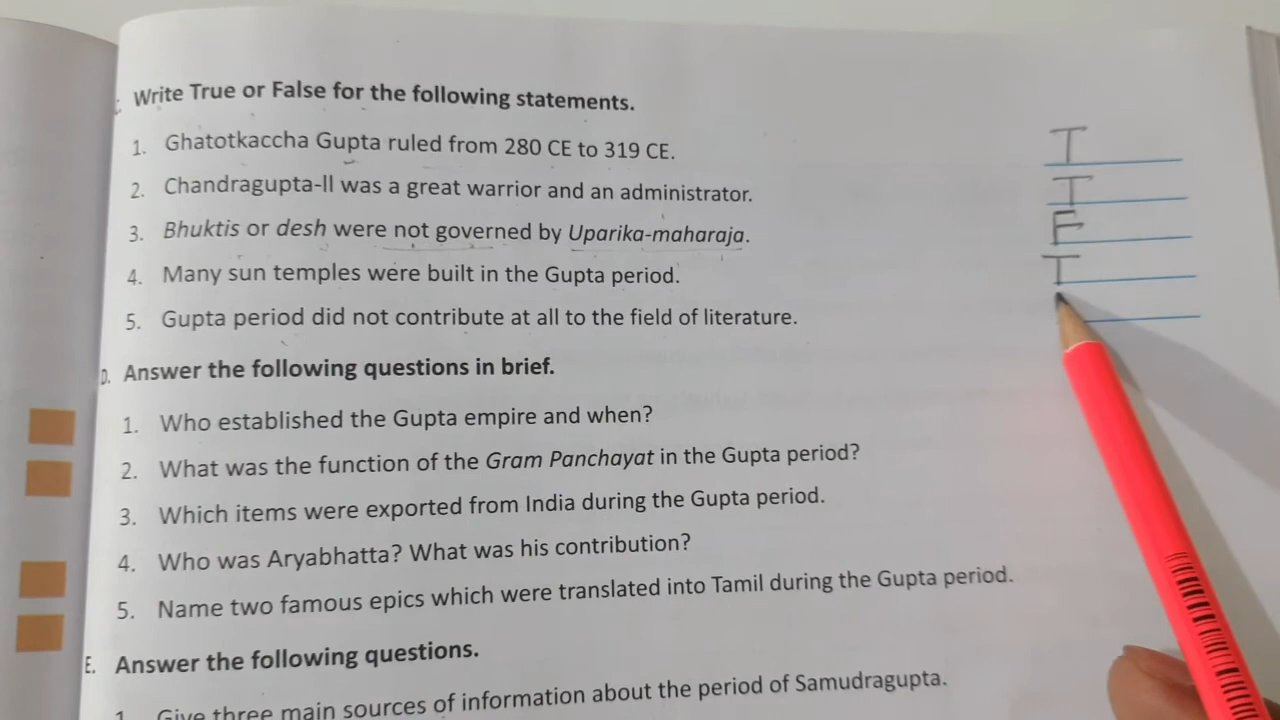 Write True or False for the following statements.
1. Ghatotkaccha Gupta ruled from 280 CE to 319 CE. T
2. Chandragupta-II was a great warrior and an administrator. T
3. Bhuktis or desh were not governed by Uparika-maharaja. F
4. Many sun temples were built in the Gupta period. T
5. Gupta period did not contribute at all to the field of literature.
D. Answer the following questions in brief.
1. Who established the Gupta empire and when?
2. What was the function of the Gram Panchayat in the Gupta period?
3. Which items were exported from India during the Gupta period.
4. Who was Aryabhatta? What was his contribution?
5. Name two famous epics which were translated into Tamil during the Gupta period.
E. Answer the following questions.
1. Give three main sources of information about the period of Samudragupta.